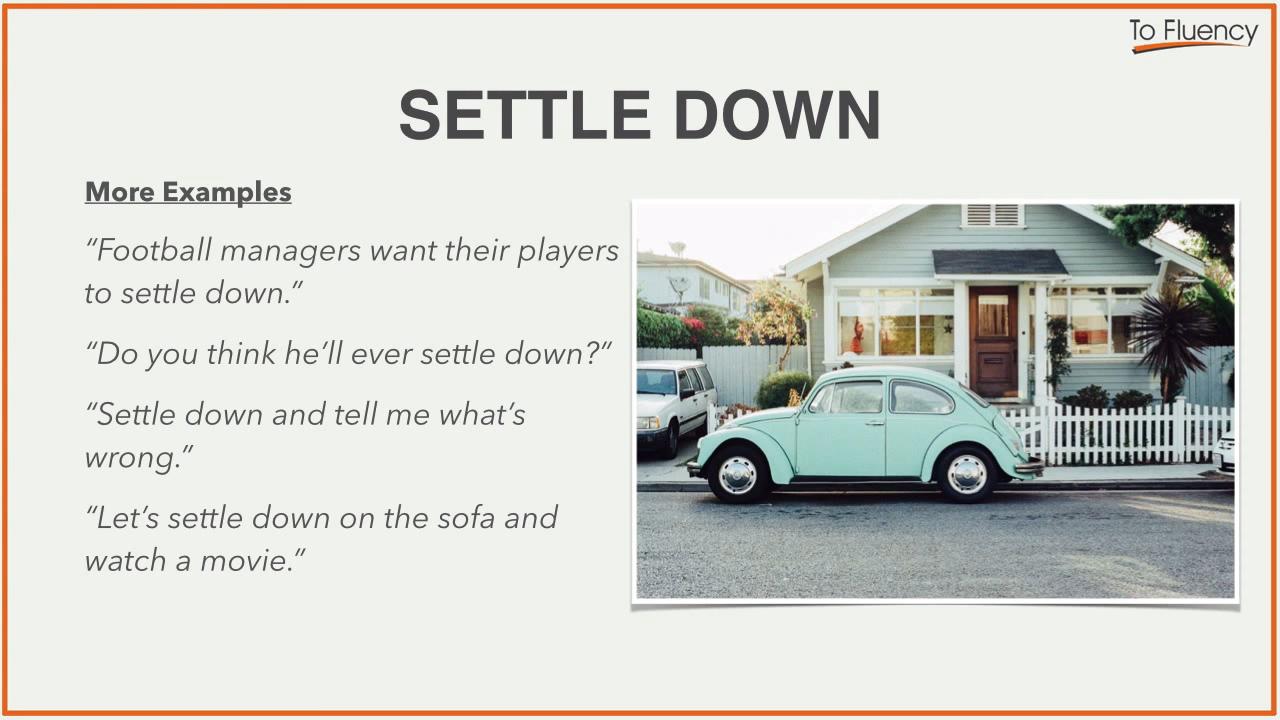 To Fluency
SETTLE DOWN
More Examples
“Football managers want their players
to settle down.”
“Do you think he’ll ever settle down?”
“Settle down and tell me what’s
wrong.”
“Let’s settle down on the sofa and
watch a movie.”